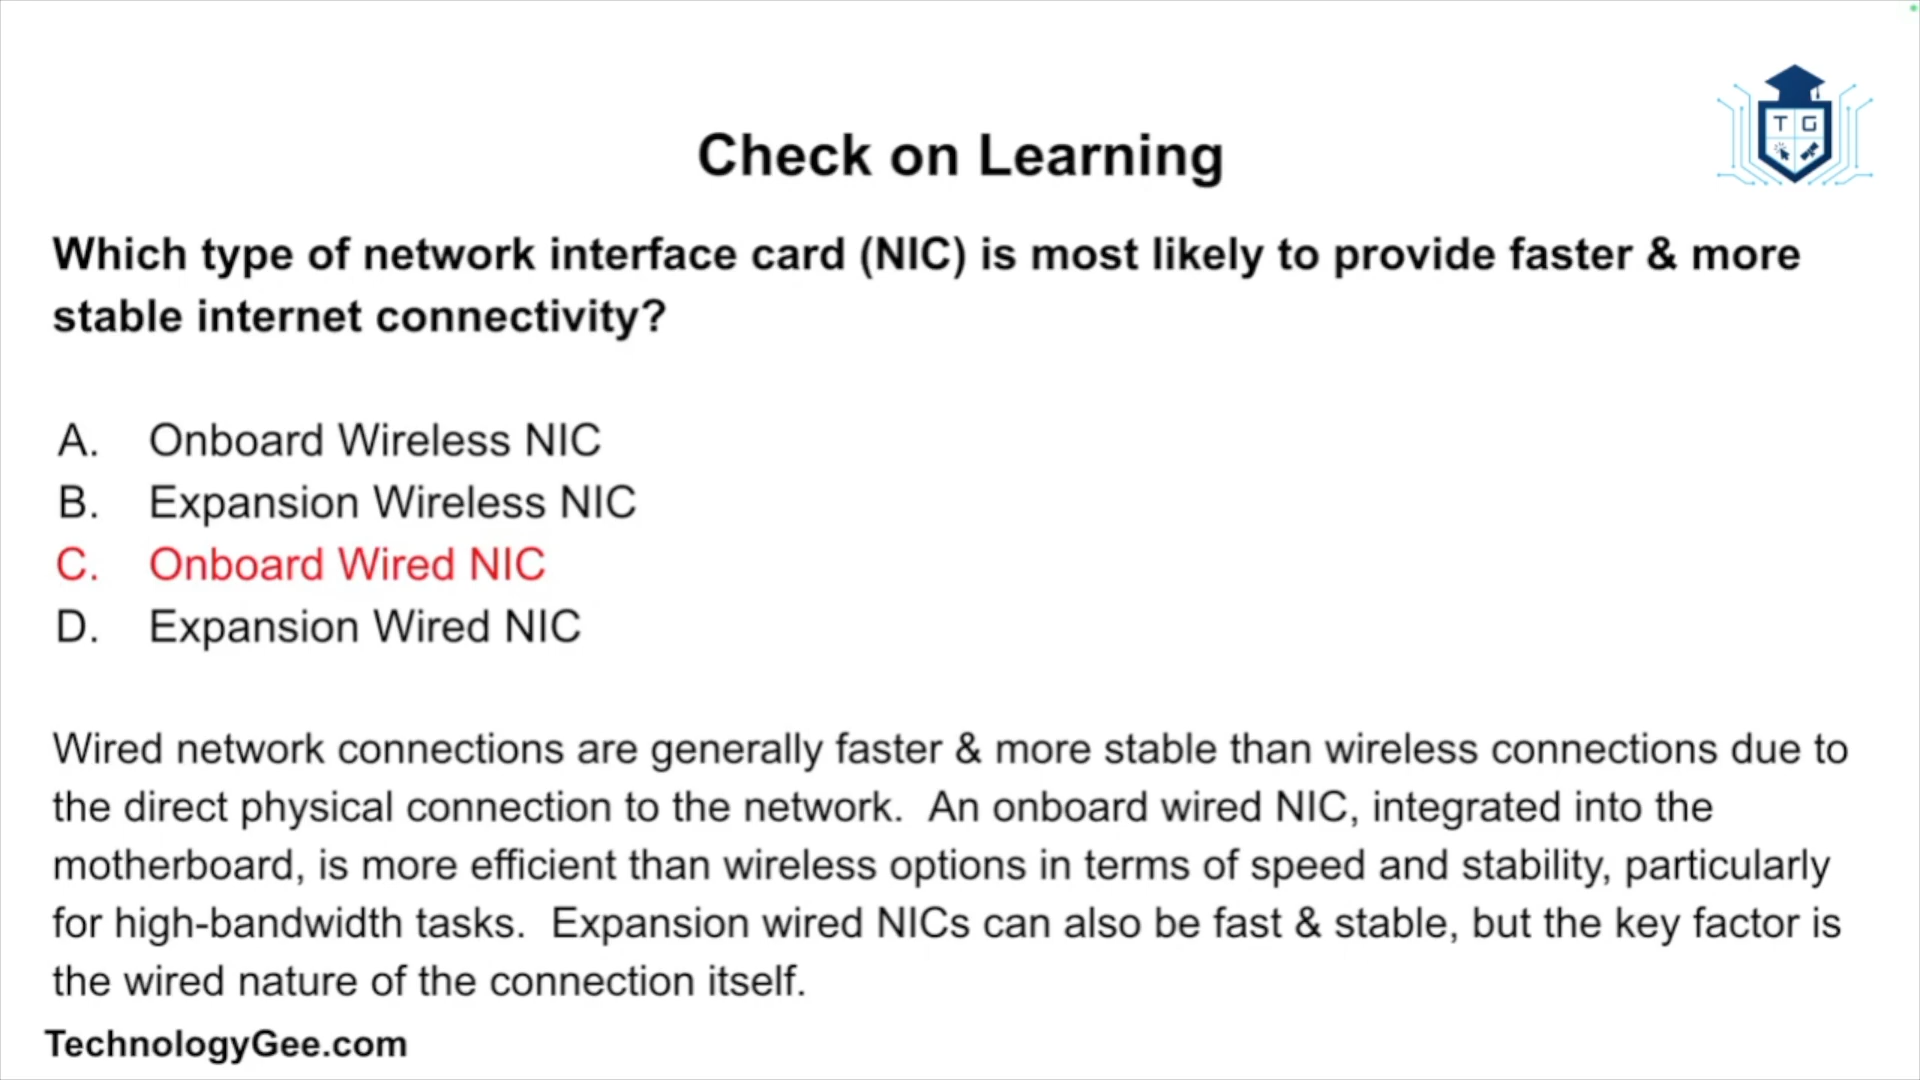 T G
Check on Learning
Which type of network interface card (NIC) is most likely to provide faster & more
stable internet connectivity?
A. Onboard Wireless NIC
B. Expansion Wireless NIC
C. Onboard Wired NIC
D. Expansion Wired NIC
Wired network connections are generally faster & more stable than wireless connections due to
the direct physical connection to the network.  An onboard wired NIC, integrated into the
motherboard, is more efficient than wireless options in terms of speed and stability, particularly
for high-bandwidth tasks.  Expansion wired NICs can also be fast & stable, but the key factor is
the wired nature of the connection itself.
TechnologyGee.com